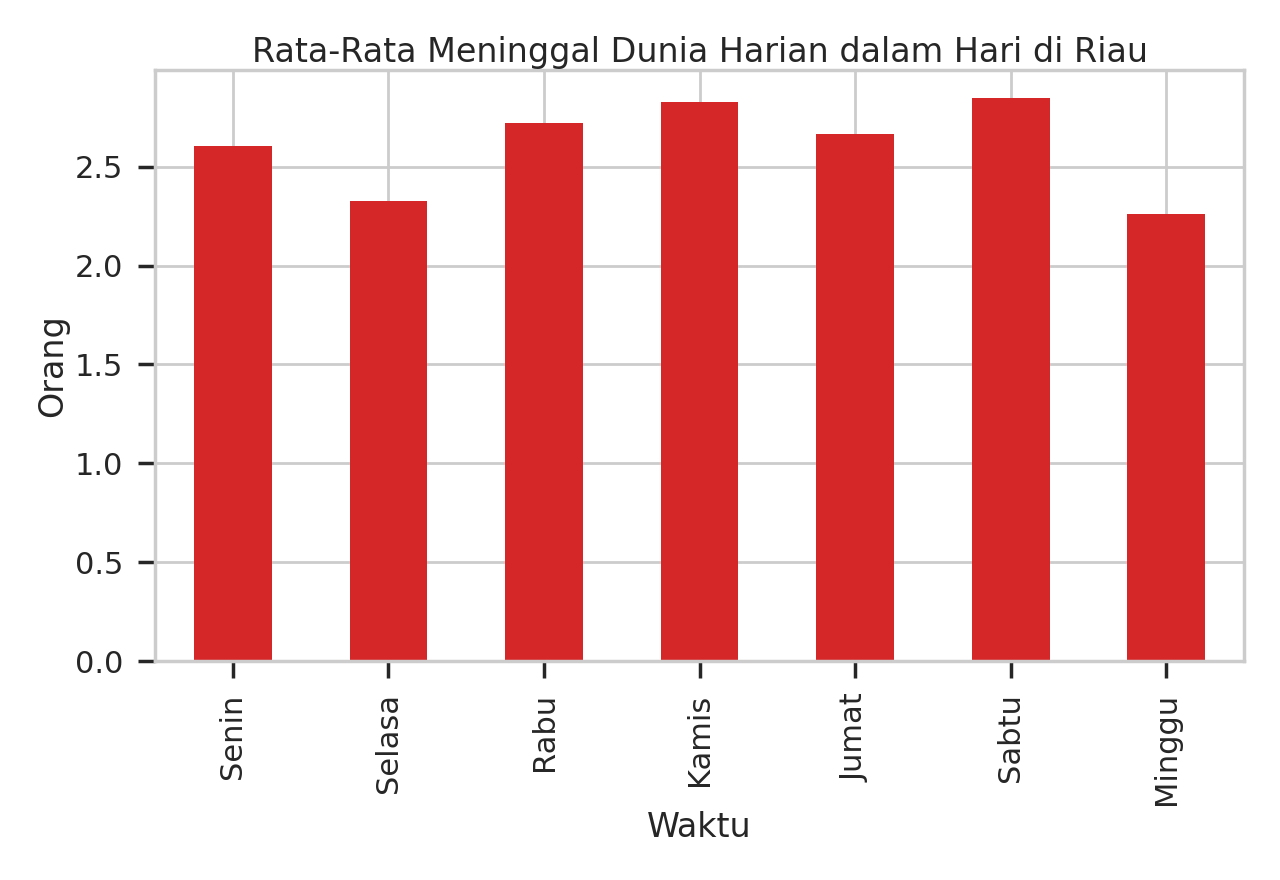 Rata-Rata Meninggal Dunia Harian dalam Hari di Riau
Orang
2.5
2.0
1.5
1.0
0.5
0.0
Senin
Selasa
Rabu
Kamis
Jumat
Sabtu
Minggu
Waktu